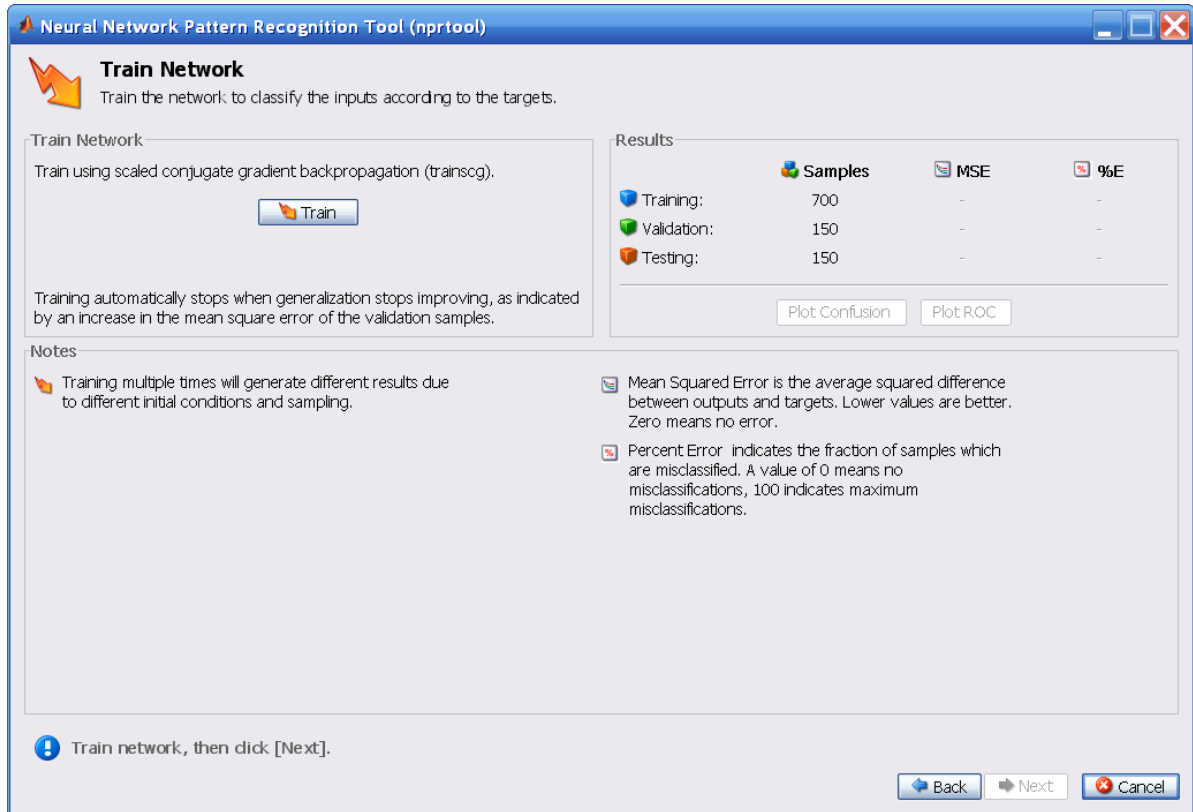 Neural Network Pattern Recognition Tool (nprtool)
Train Network
Train the network to classify the inputs according to the targets.
Train Network
Train using scaled conjugate gradient backpropagation (trainscg).
Train
Training automatically stops when generalization stops improving, as indicated
by an increase in the mean square error of the validation samples.
Results
Samples MSE % %E
Training: 700 - -
Validation: 150 - -
Testing: 150 - -
Plot Confusion Plot ROC
Notes
Training multiple times will generate different results due
to different initial conditions and sampling.
Mean Squared Error is the average squared difference
between outputs and targets. Lower values are better.
Zero means no error.
% Percent Error indicates the fraction of samples which
are misclassified. A value of 0 means no
misclassifications, 100 indicates maximum
misclassifications.
Train network, then click [Next].
Back Next Cancel